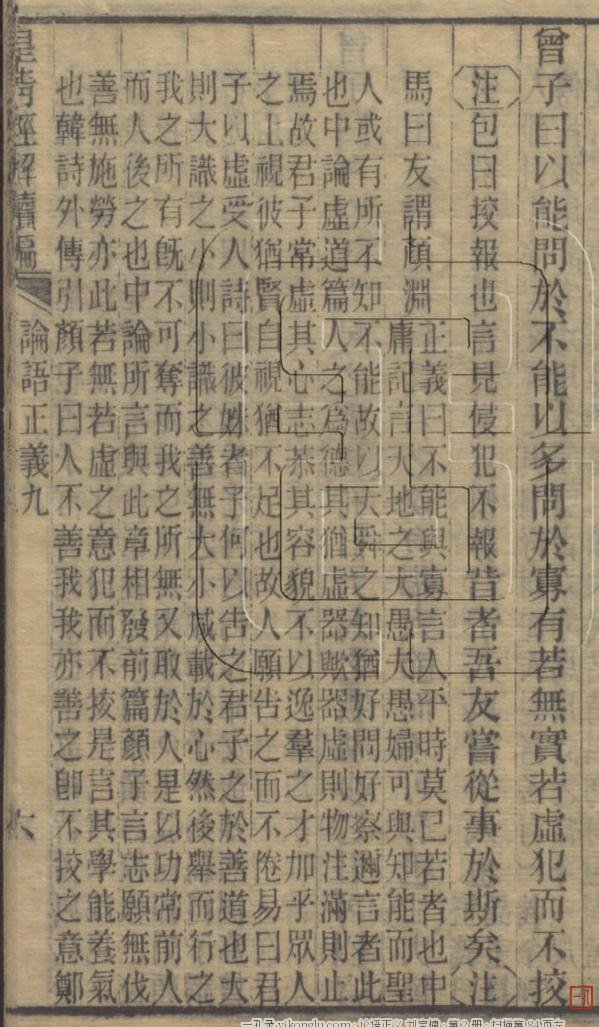 曾子曰以能問於不能以多問於寡有若無實若虛犯而不挍
注包曰挍報也言見侵犯不報昔者吾友嘗從事於斯矣注
馬曰友謂顏淵
正義曰不能與寡言人平時莫己若者也中
庸記言天地之大愚夫愚婦可與知能而聖
人或有所不知不能故以大舜之知猶好問好察邇言者此
也中論虛道篇人之為德其猶虛器歟器虛則物注滿則止
焉故君子常虛其心志恭其容貌不以逸羣之才加乎眾人
之上視彼猶賢自視猶不足也故人願告之而不倦易曰君
子以虛受人詩曰彼姝者子何以告之君子之於善道也大
則大識之小則小識之善無大小咸載於心然後舉而行之
我之所有旣不可奪而我之所無又取於人是以功常前人
而人後之也中論所言與此章相發前篇顏子言志願無伐
善無施勞亦此若無若虛之意犯而不挍是言其學能養氣
也韓詩外傳引顏子曰人不善我我亦善之卽不挍之意鄭
皇清經解續編 論語正義九 六